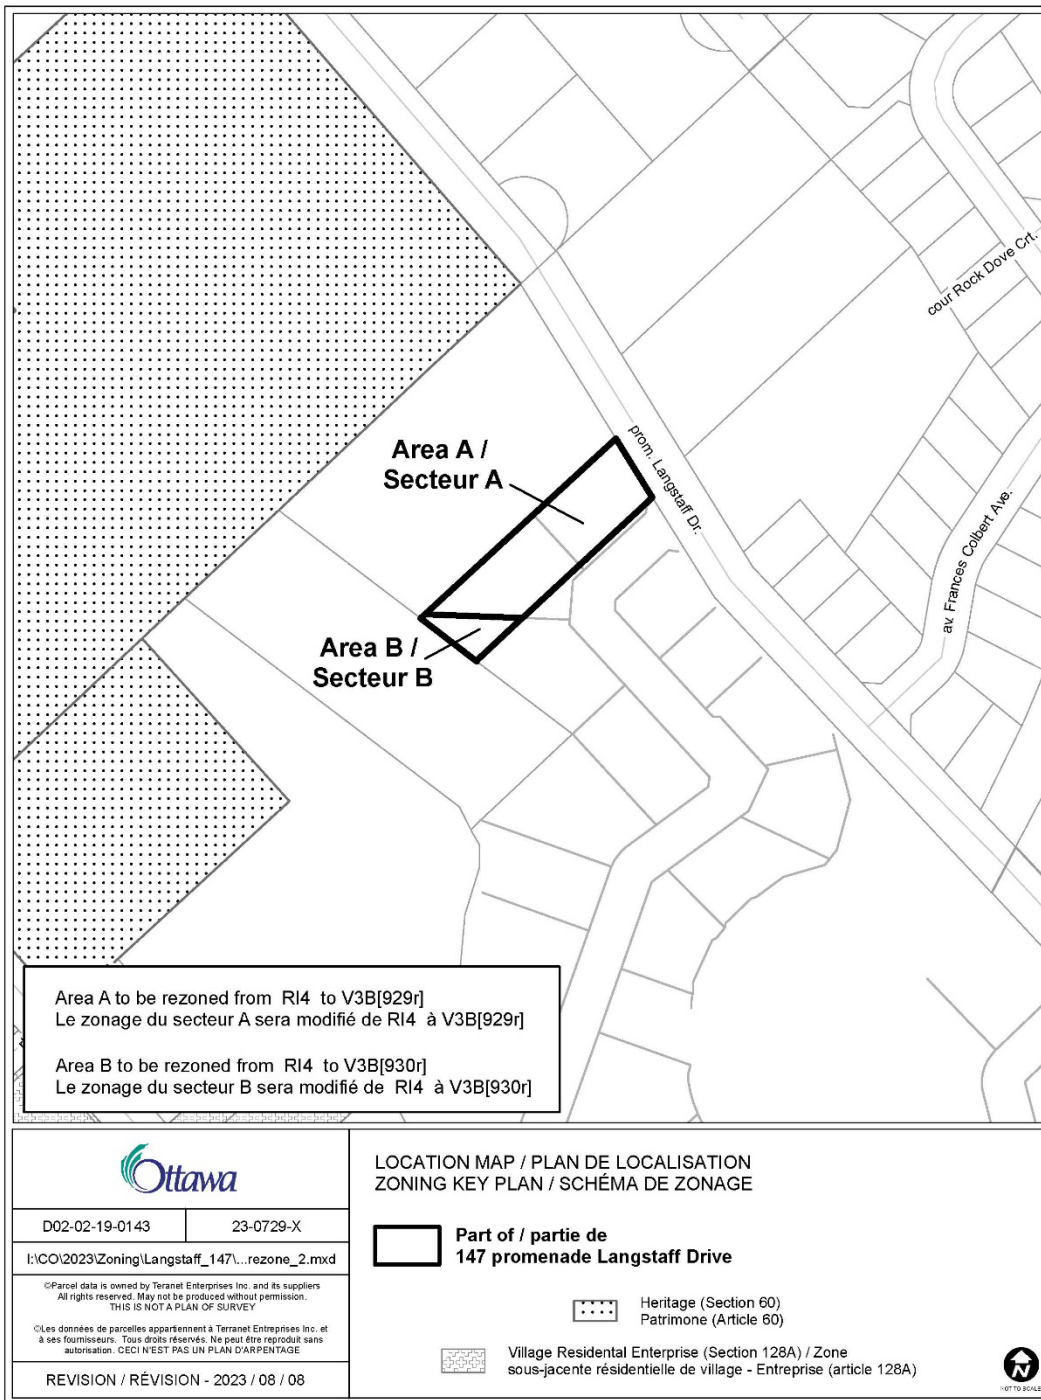 cour Rock Dove Crt.
Area A /
Secteur A
prom. Langstaff Dr.
av. Frances Colbert Ave.
Area B /
Secteur B
Area A to be rezoned from RI4 to V3B[929r]
Le zonage du secteur A sera modifié de RI4 à V3B[929r]
Area B to be rezoned from RI4 to V3B[930r]
Le zonage du secteur B sera modifié de RI4 à V3B[930r]
Ottawa
D02-02-19-0143
23-0729-X
I:\CO\2023\Zoning\Langstaff_147\...rezone_2.mxd
©Parcel data is owned by Teranet Enterprises Inc. and its suppliers
All rights reserved. May not be produced without permission.
THIS IS NOT A PLAN OF SURVEY
©Les données de parcelles appartiennent à Terranet Entreprises Inc. et
à ses fournisseurs. Tous droits réservés. Ne peut être reproduit sans
autorisation. CECI N'EST PAS UN PLAN D'ARPENTAGE
REVISION / RÉVISION - 2023 / 08 / 08
LOCATION MAP / PLAN DE LOCALISATION
ZONING KEY PLAN / SCHÉMA DE ZONAGE
Part of / partie de
147 promenade Langstaff Drive
Heritage (Section 60)
Patrimone (Article 60)
Village Residential Enterprise (Section 128A) / Zone
sous-jacente résidentielle de village - Entreprise (article 128A)
N
NOT TO SCALE